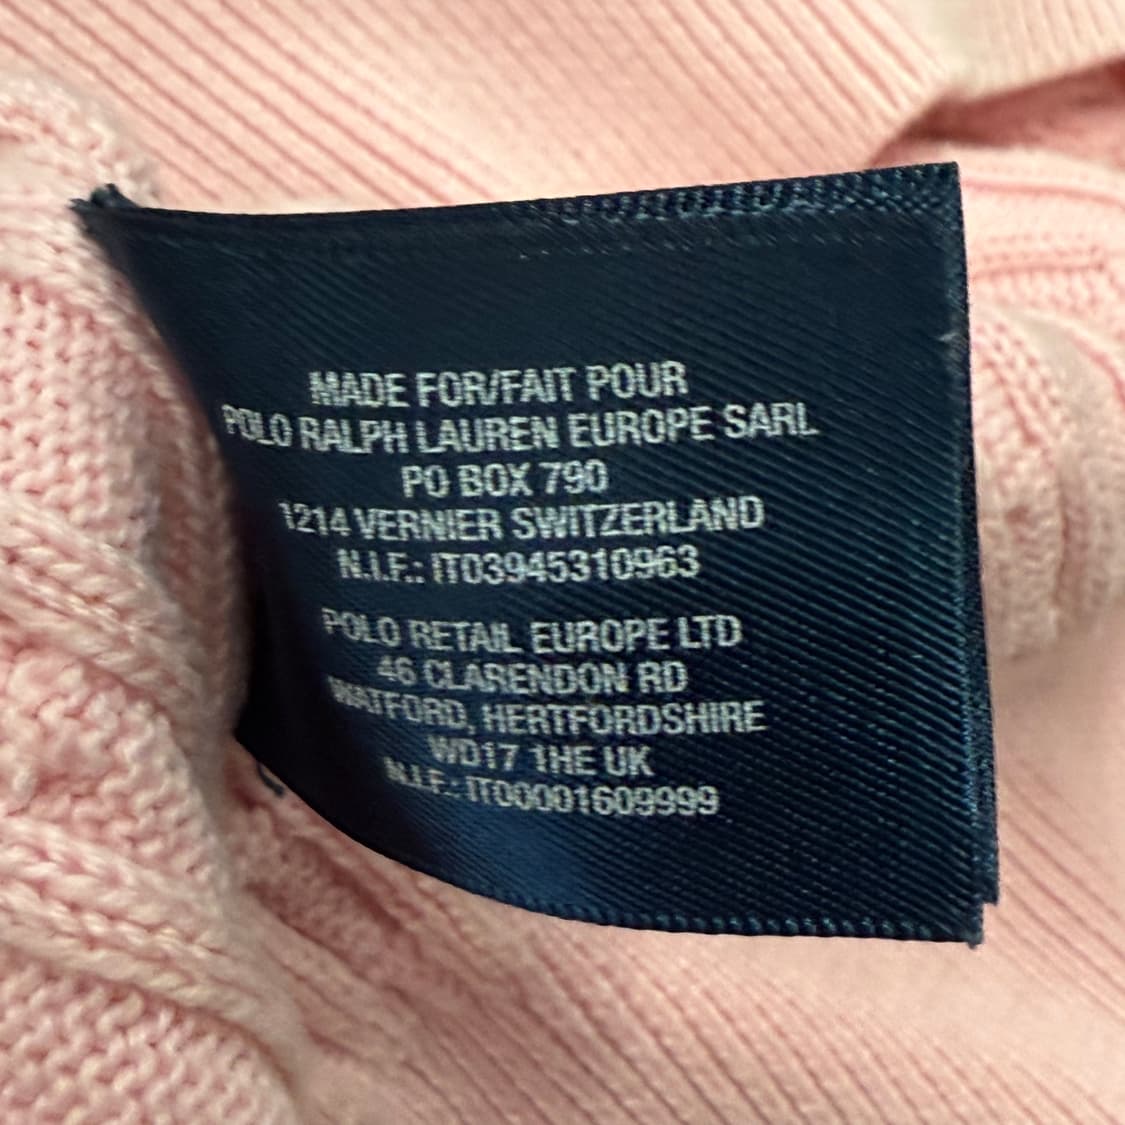 MADE FOR/FAIT POUR
POLO RALPH LAUREN EUROPE SARL
PO BOX 790
1214 VERNIER SWITZERLAND
N.I.F.: IT03945310963
POLO RETAIL EUROPE LTD
46 CLARENDON RD
WATFORD, HERTFORDSHIRE
WD17 1HE UK
N.I.F.: IT00001609999